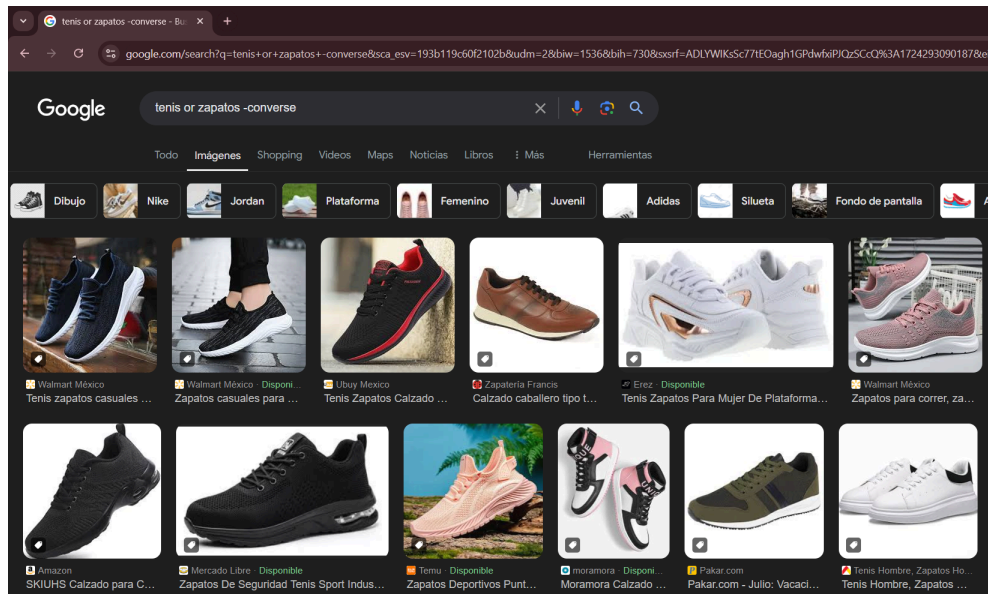 tenis or zapatos -converse - Bu
google.com/search?q=tenis+or+zapatos+-converse&sca_esv=193b119c60f2102b&udm=2&biw=1536&bih=730&sxsrf=ADLYWIKsSc77tEOagh1GPdwfxiPJQzSCcQ%3A1724293090187&e
Google
tenis or zapatos -converse
Todo Imágenes Shopping Videos Maps Noticias Libros Más Herramientas
Dibujo Nike Jordan Plataforma Femenino Juvenil Adidas Silueta Fondo de pantalla A
Walmart México Walmart México · Disponi... Ubuy Mexico Zapatería Francis Erez · Disponible Walmart México
Tenis zapatos casuales ... Zapatos casuales para ... Tenis Zapatos Calzado ... Calzado caballero tipo t... Tenis Zapatos Para Mujer De Plataforma... Zapatos para correr, za...
Amazon Mercado Libre · Disponible Temu · Disponible moramora · Disponi... Pakar.com Tenis Hombre, Zapatos Ho...
SKIUHS Calzado para C... Zapatos De Seguridad Tenis Sport Indus... Zapatos Deportivos Punt... Moramora Calzado ... Pakar.com - Julio: Vacaci... Tenis Hombre, Zapatos ...